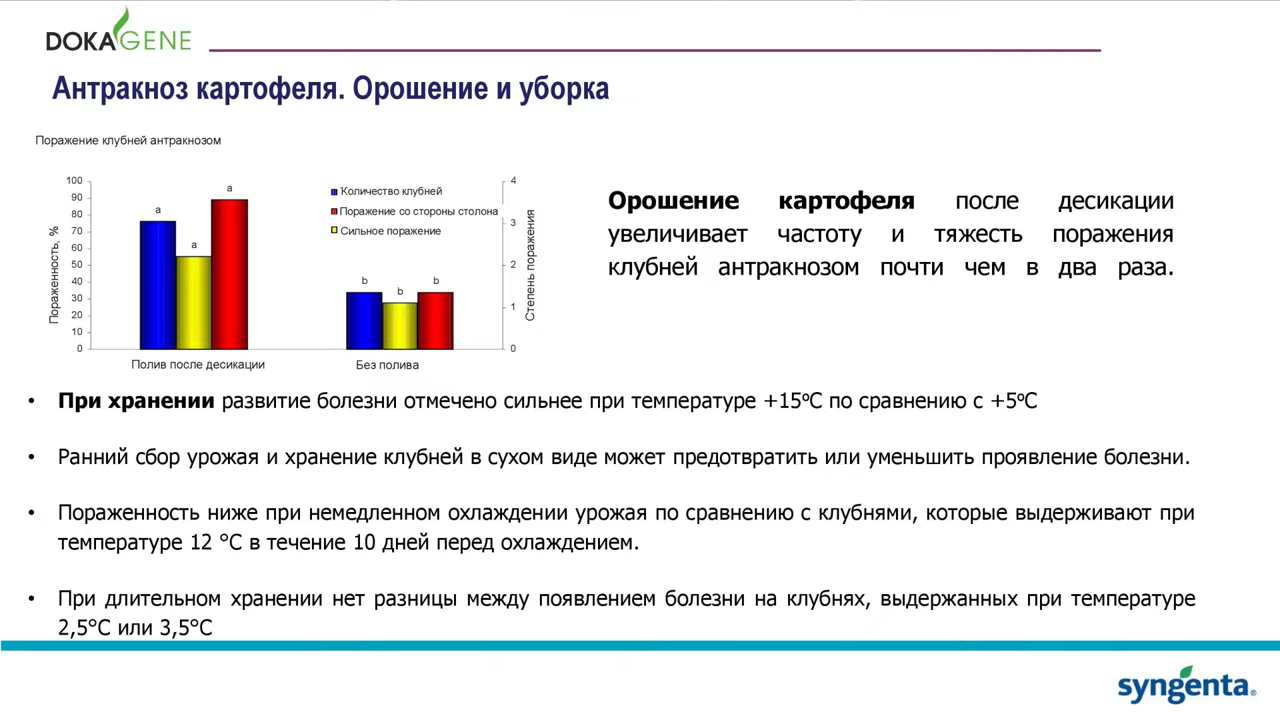 DOKAGENE
Антракноз картофеля. Орошение и уборка
Поражение клубней антракнозом
100
90
80
70
60
50
40
30
20
10
0
Пораженность, %
a
a
a
b
b
b
Количество клубней
Поражение со стороны столона
Сильное поражение
4
3
2
1
0
Степень поражения
Полив после десикации
Без полива
Орошение картофеля после десикации
увеличивает частоту и тяжесть поражения
клубней антракнозом почти чем в два раза.
• При хранении развитие болезни отмечено сильнее при температуре +15ºС по сравнению с +5ºС
• Ранний сбор урожая и хранение клубней в сухом виде может предотвратить или уменьшить проявление болезни.
• Пораженность ниже при немедленном охлаждении урожая по сравнению с клубнями, которые выдерживают при
температуре 12 °C в течение 10 дней перед охлаждением.
• При длительном хранении нет разницы между появлением болезни на клубнях, выдержанных при температуре
2,5°C или 3,5°C
syngenta®